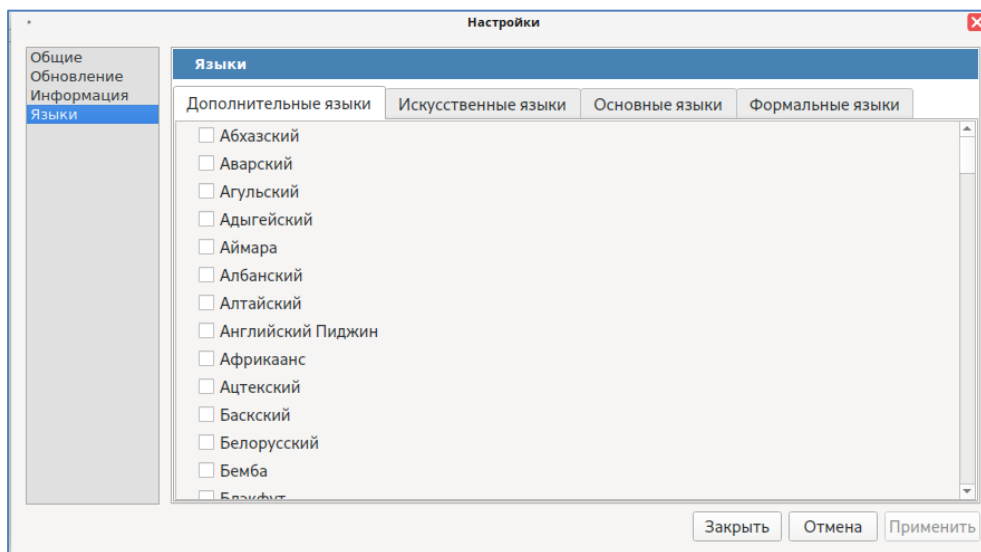 Настройки
Общие
Обновление
Информация
Языки
Языки
Дополнительные языки Искусственные языки Основные языки Формальные языки
Абхазский
Аварский
Агульский
Адыгейский
Аймара
Албанский
Алтайский
Английский Пиджин
Африкаанс
Ацтекский
Баскский
Белорусский
Бемба
Закрыть Отмена Применить